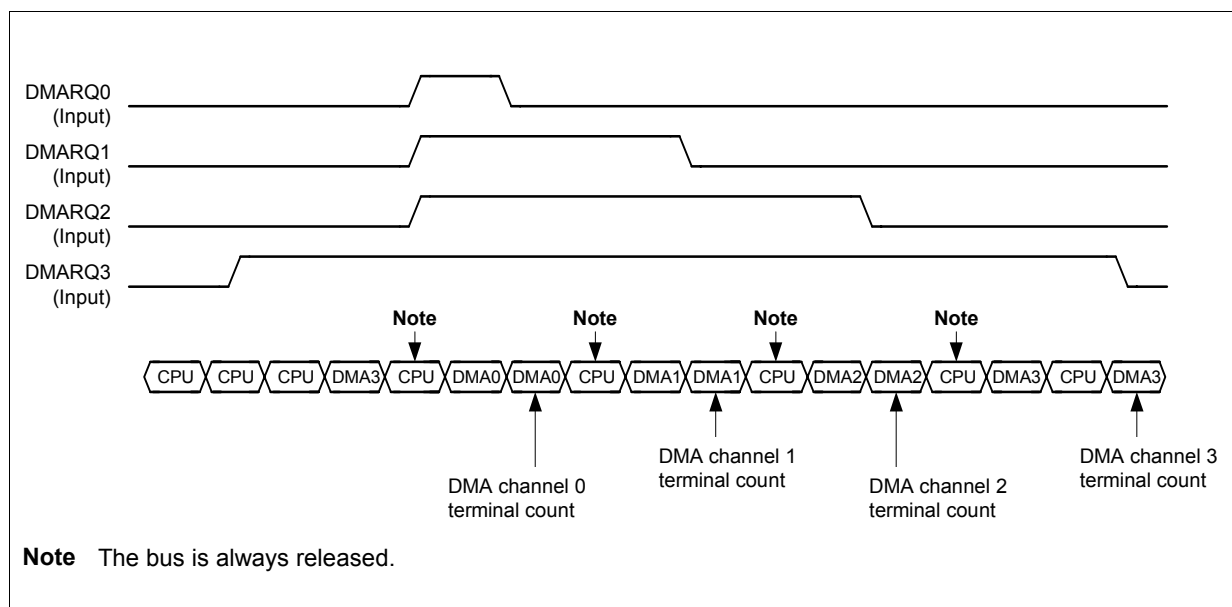 DMARQ0
(Input)
DMARQ1
(Input)
DMARQ2
(Input)
DMARQ3
(Input)
Note Note Note Note
CPU CPU CPU DMA3 CPU DMA0 DMA0 CPU DMA1 DMA1 CPU DMA2 DMA2 CPU DMA3 CPU DMA3
DMA channel 0
terminal count
DMA channel 1
terminal count
DMA channel 2
terminal count
DMA channel 3
terminal count
Note The bus is always released.